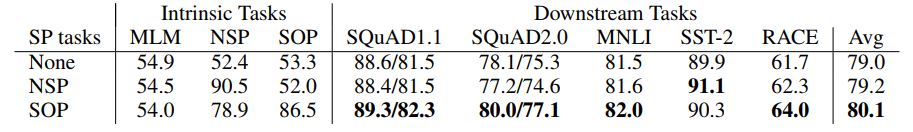 Intrinsic Tasks Downstream Tasks
SP tasks MLM NSP SOP SQuAD1.1 SQuAD2.0 MNLI SST-2 RACE Avg
None 54.9 52.4 53.3 88.6/81.5 78.1/75.3 81.5 89.9 61.7 79.0
NSP 54.5 90.5 52.0 88.4/81.5 77.2/74.6 81.6 91.1 62.3 79.2
SOP 54.0 78.9 86.5 89.3/82.3 80.0/77.1 82.0 90.3 64.0 80.1